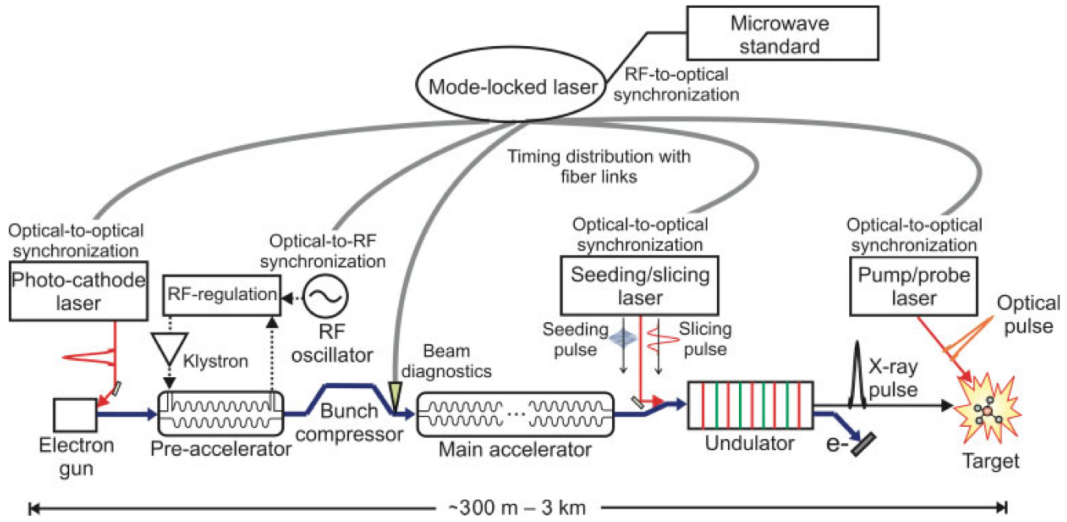 Microwave
standard
Mode-locked laser
RF-to-optical
synchronization
Timing distribution with
fiber links
Optical-to-optical
synchronization
Photo-cathode
laser
Optical-to-RF
synchronization
RF-regulation
RF
oscillator
Klystron
Optical-to-optical
synchronization
Seeding/slicing
laser
Seeding
pulse
Slicing
pulse
Optical-to-optical
synchronization
Pump/probe
laser
Optical
pulse
X-ray
pulse
Beam
diagnostics
Electron
gun
Pre-accelerator
Bunch
compressor
...
Main accelerator
Undulator
e-
Target
~300 m – 3 km